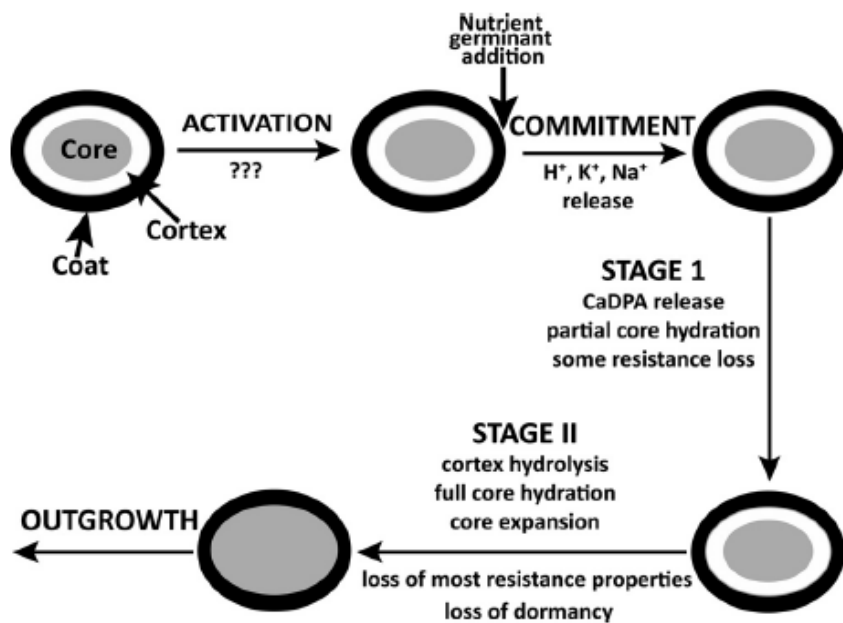 Nutrient
germinant
addition
ACTIVATION
???
COMMITMENT
H⁺, K⁺, Na⁺
release
Core
Cortex
Coat
STAGE 1
CaDPA release
partial core hydration
some resistance loss
STAGE II
cortex hydrolysis
full core hydration
core expansion
loss of most resistance properties
loss of dormancy
OUTGROWTH